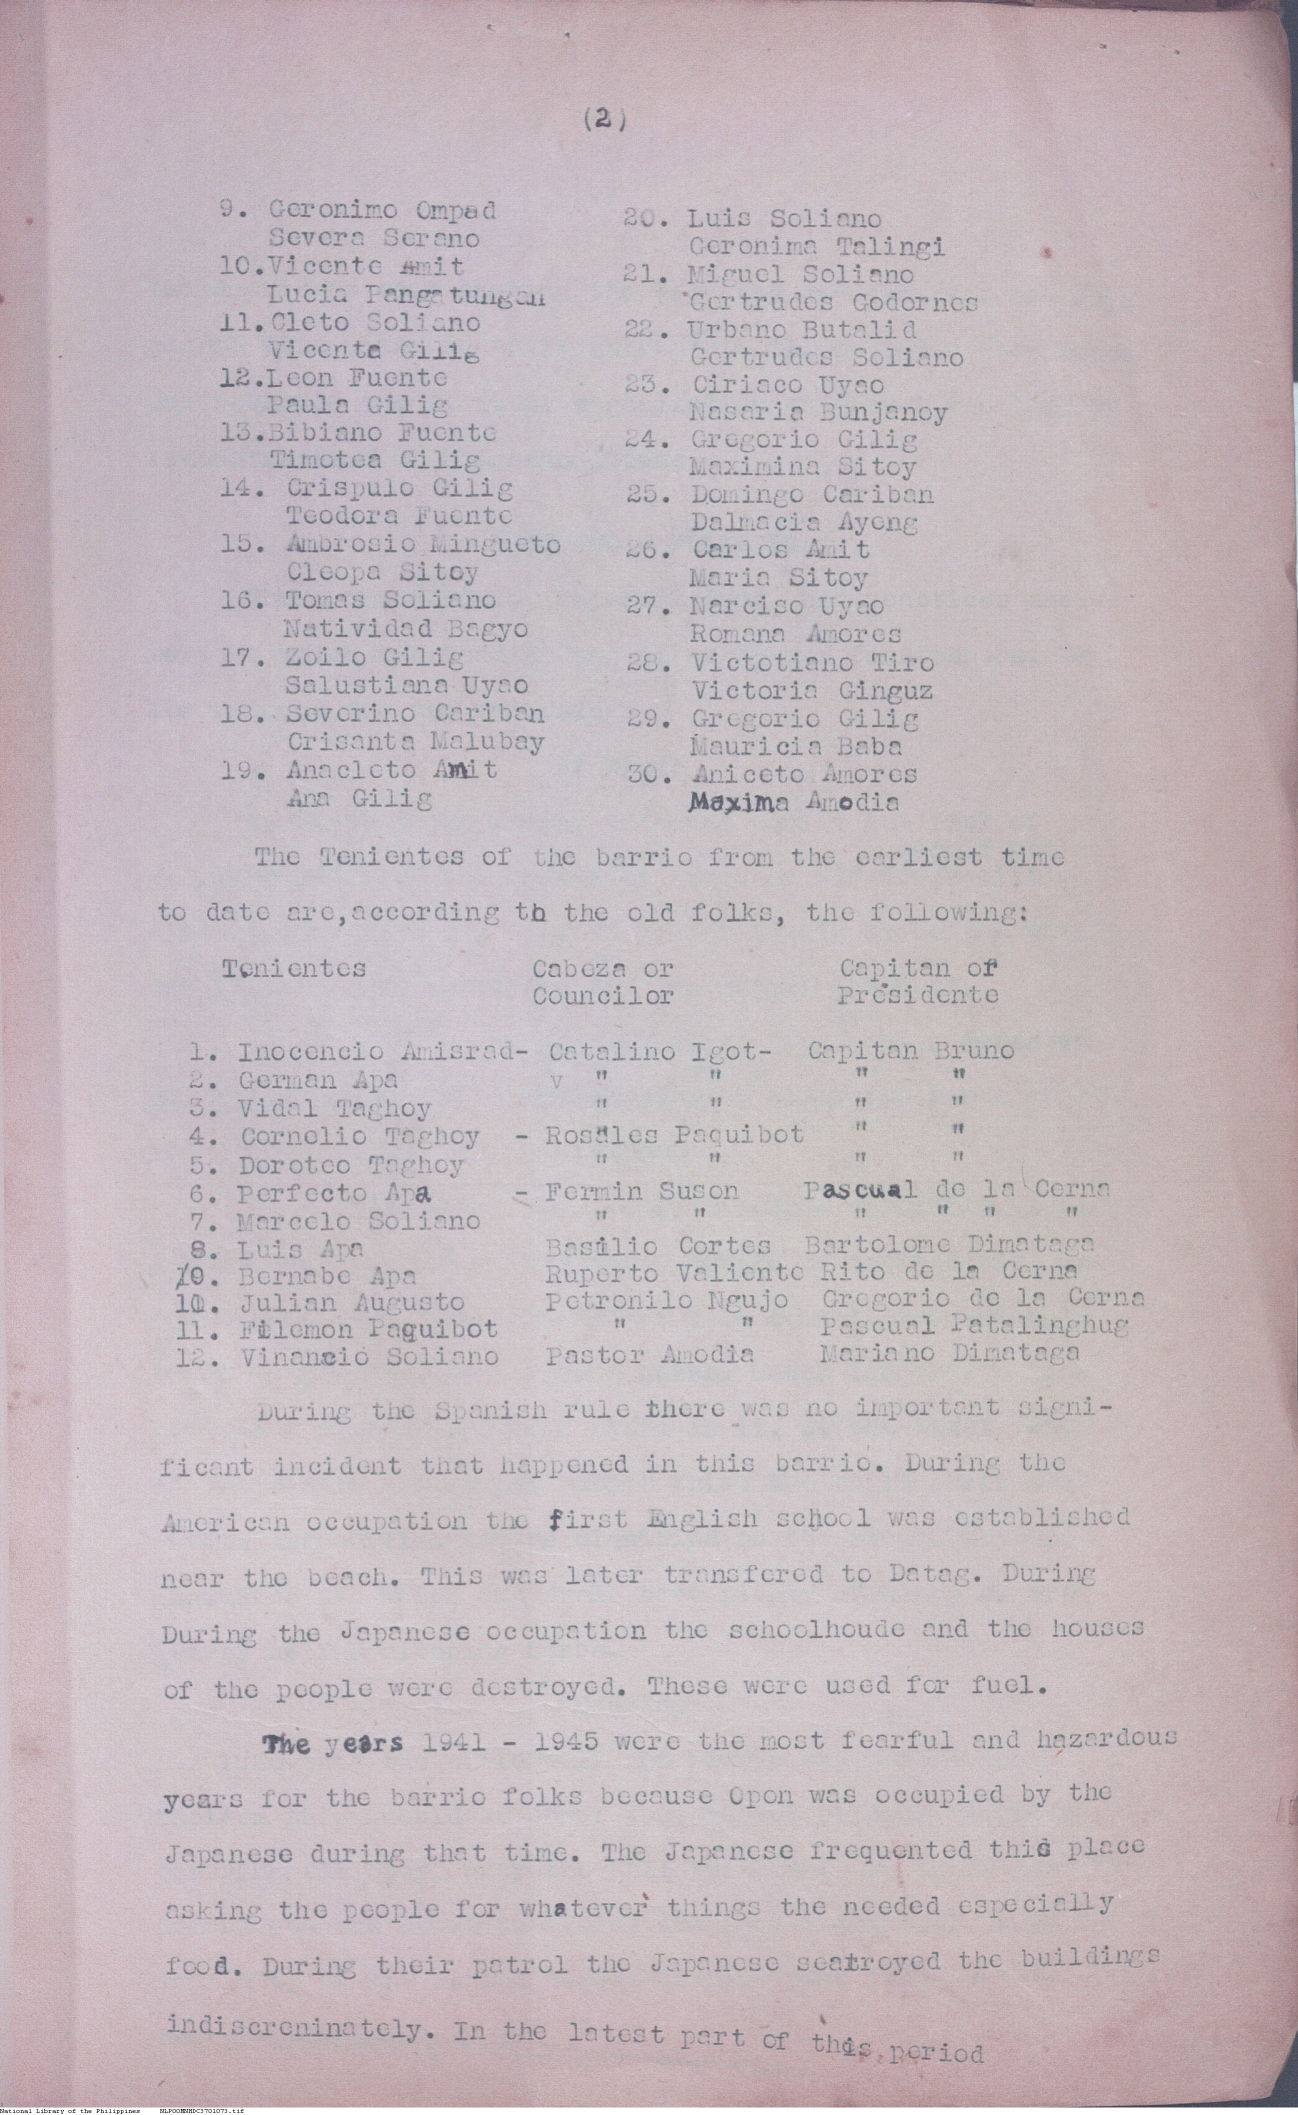 (2)
9. Geronimo Ompad
Severa Serano
10.Vicente Amit
Lucia Pangatungan
11.Cleto Soliano
Vicenta Gilig
12.Leon Fuente
Paula Gilig
13.Bibiano Fuente
Timotea Gilig
14. Crispulo Gilig
Teodora Fuente
15. Ambrosio Mingueto
Cleopa Sitoy
16. Tomas Soliano
Natividad Bagyo
17. Zoilo Gilig
Salustiana Uyao
18. Severino Cariban
Crisanta Malubay
19. Anacleto Amit
Ana Gilig
20. Luis Soliano
Geronima Talingi
21. Miguel Soliano
Gertrudes Godornes
22. Urbano Butalid
Gertrudes Soliano
23. Ciriaco Uyao
Nasaria Bunjanoy
24. Gregorio Gilig
Maximina Sitoy
25. Domingo Cariban
Dalmacia Ayeng
26. Carlos Amit
Maria Sitoy
27. Narciso Uyao
Romana Amores
28. Victotiano Tiro
Victoria Ginguz
29. Gregorio Gilig
Mauricia Baba
30. Aniceto Amores
Maxima Amodia
The Tenientes of the barrio from the earliest time
to date are,according to the old folks, the following:
Tenientes Cabeza or Capitan or
Councilor Presidente
1. Inocencio Amisrad- Catalino Igot- Capitan Bruno
2. German Apa " " " "
3. Vidal Taghoy " " " "
4. Cornelio Taghoy - Rosales Paquibot " "
5. Doroteo Taghoy " " " "
6. Perfecto Apa - Fermin Suson Pascual de la Cerna
7. Marcelo Soliano " " " " " "
8. Luis Apa Basilio Cortes Bartolome Dimataga
9. Bernabe Apa Ruperto Valiente Rito de la Cerna
10. Julian Augusto Petronilo Ngujo Gregorio de la Cerna
11. Filemon Paquibot " " Pascual Patalinghug
12. Vinancio Soliano Pastor Amodia Mariano Dimataga
During the Spanish rule there was no important signi-
ficant incident that happened in this barrio. During the
American occupation the first English school was established
near the beach. This was later transfered to Datag. During
During the Japanese occupation the schoolhoude and the houses
of the people were destroyed. These were used for fuel.
The years 1941 - 1945 were the most fearful and hazardous
years for the barrio folks because Opon was occupied by the
Japanese during that time. The Japanese frequented this place
asking the people for whatever things the needed especially
food. During their patrol the Japanese seatroyed the buildings
indiscreninately. In the latest part of this period
National Library of the Philippines NLPOOMNHDC3701073.tif